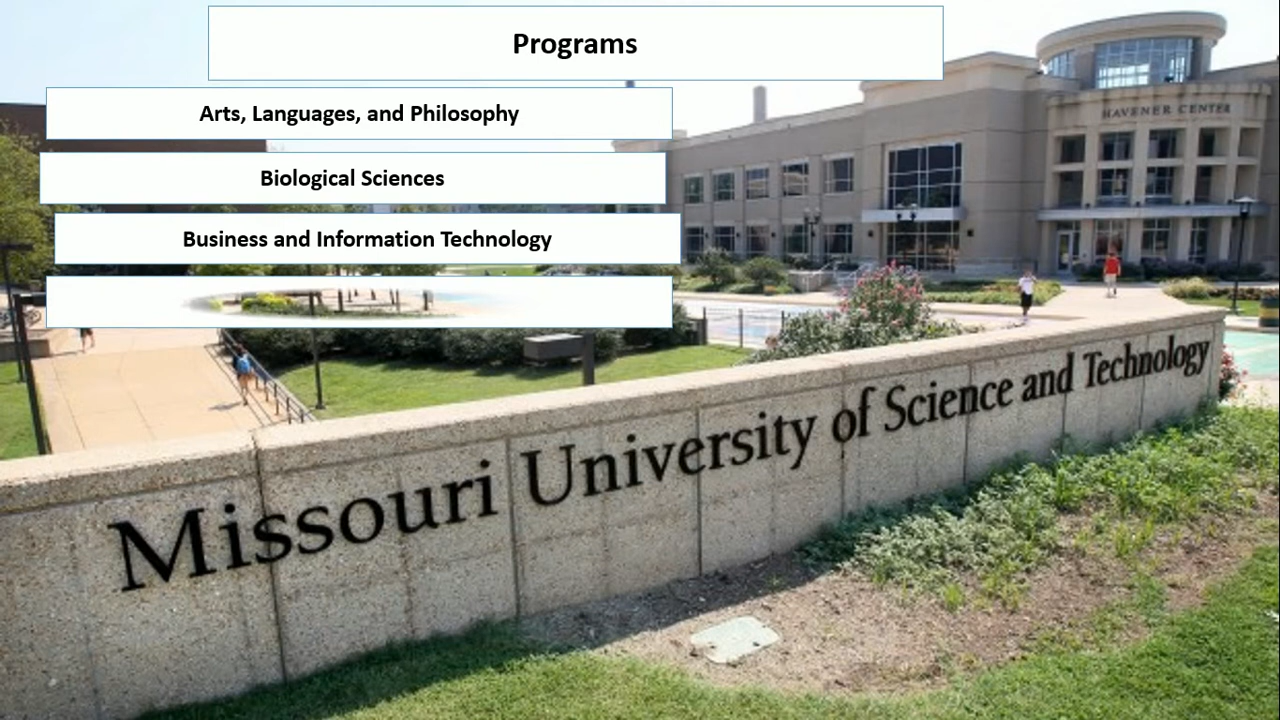 Programs
Arts, Languages, and Philosophy
Biological Sciences
Business and Information Technology
HAVENER CENTER
Missouri University of Science and Technology